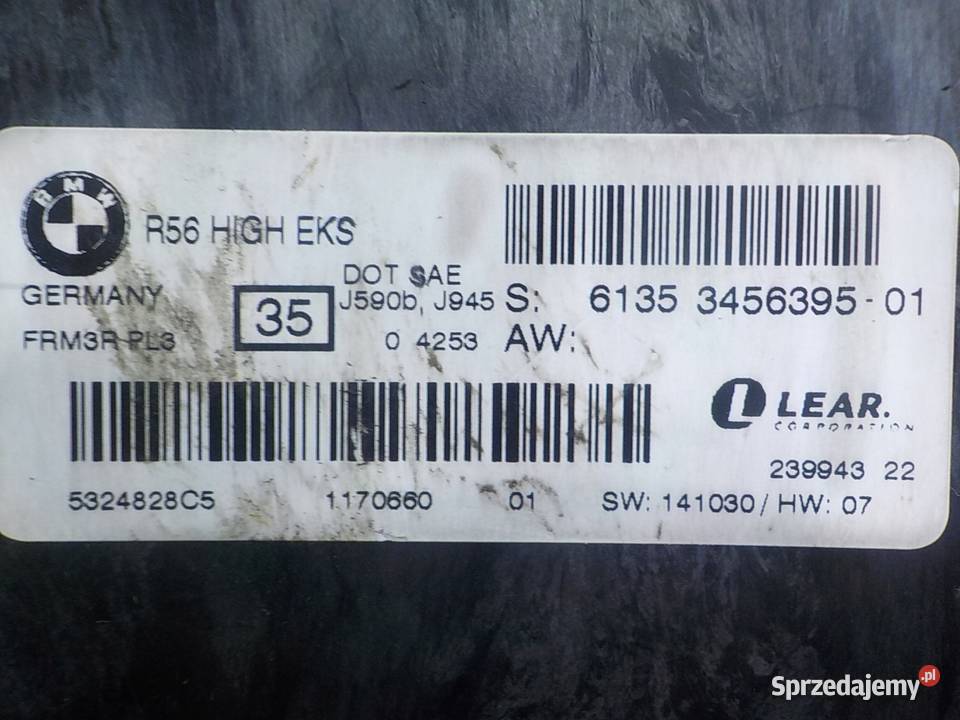 BMW
R56 HIGH EKS
GERMANY
FRM3R PL3
35
DOT SAE
J590b, J945
0 4253
S: 6135 3456395-01
AW:
LEAR.
CORPORATION
239943 22
5324828C5 1170660 01 SW: 141030/ HW: 07
Sprzedajemy.pl